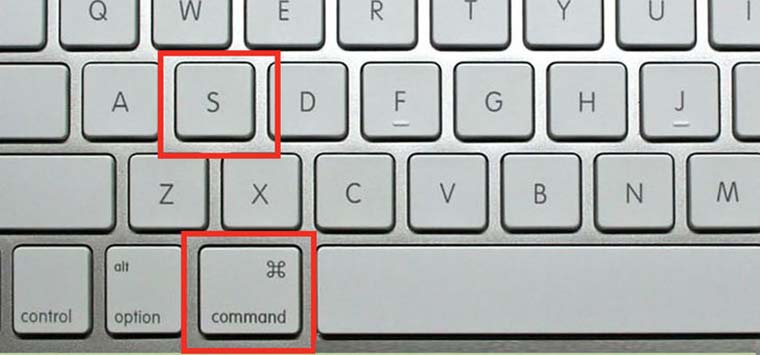 Q W E R T Y U I
A S D F G H J
Z X C V B N M
alt ⌘
control option command